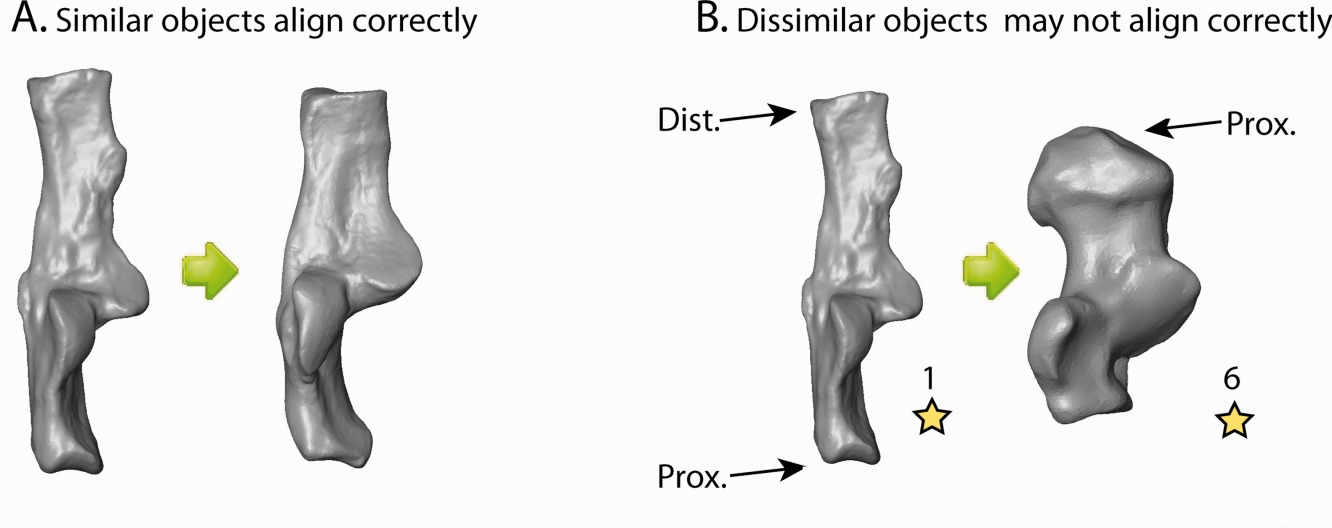 A. Similar objects align correctly
B. Dissimilar objects may not align correctly
Dist.
Prox.
1
6
Prox.